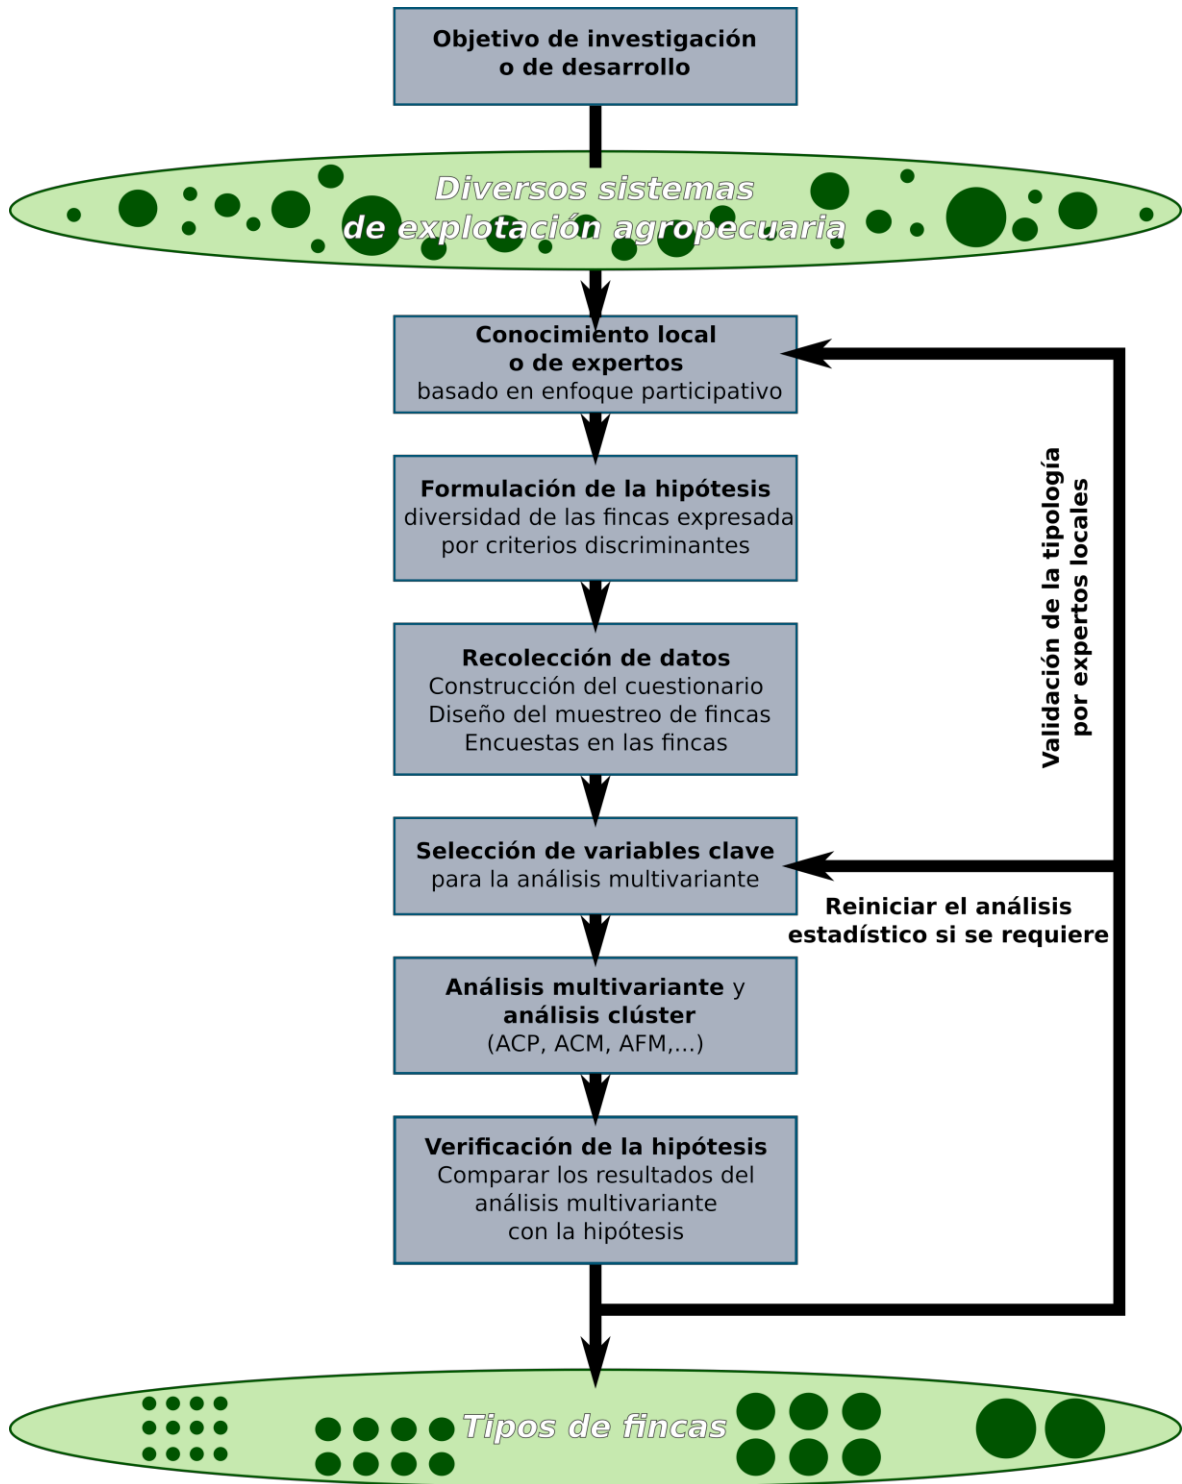 Objetivo de investigación
o de desarrollo
Diversos sistemas
de explotación agropecuaria
Conocimiento local
o de expertos
basado en enfoque participativo
Formulación de la hipótesis
diversidad de las fincas expresada
por criterios discriminantes
Recolección de datos
Construcción del cuestionario
Diseño del muestreo de fincas
Encuestas en las fincas
Validación de la tipología
por expertos locales
Selección de variables clave
para la análisis multivariante
Reiniciar el análisis
estadístico si se requiere
Análisis multivariante y
análisis clúster
(ACP, ACM, AFM,...)
Verificación de la hipótesis
Comparar los resultados del
análisis multivariante
con la hipótesis
Tipos de fincas